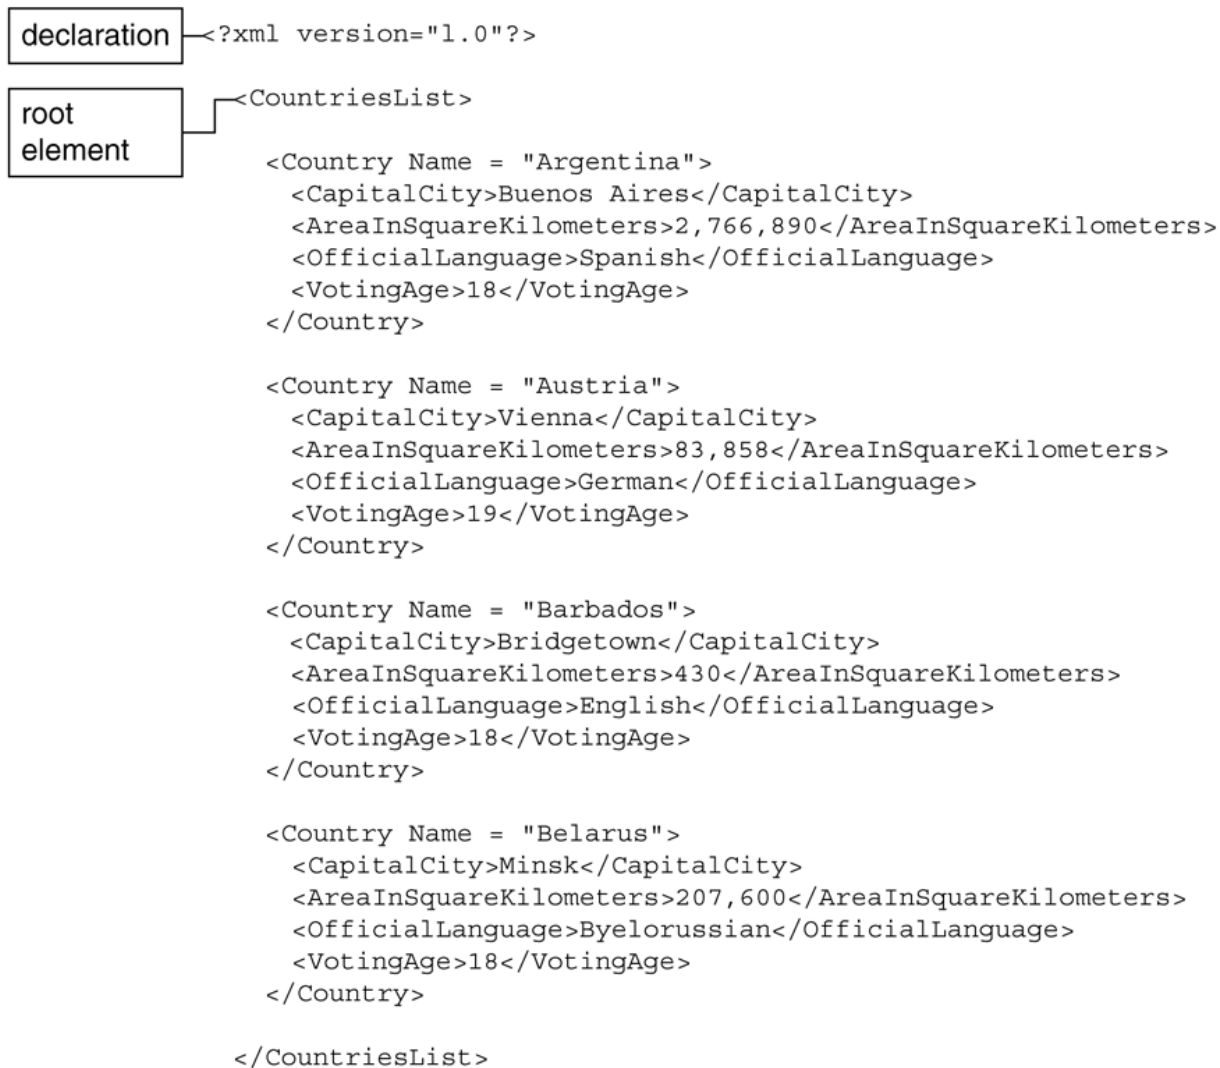 declaration
<?xml version="l.0"?>
root
element
<CountriesList>
<Country Name = "Argentina">
<CapitalCity>Buenos Aires</CapitalCity>
<AreaInSquareKilometers>2,766,890</AreaInSquareKilometers>
<OfficialLanguage>Spanish</OfficialLanguage>
<VotingAge>18</VotingAge>
</Country>
<Country Name = "Austria">
<CapitalCity>Vienna</CapitalCity>
<AreaInSquareKilometers>83,858</AreaInSquareKilometers>
<OfficialLanguage>German</OfficialLanguage>
<VotingAge>19</VotingAge>
</Country>
<Country Name = "Barbados">
<CapitalCity>Bridgetown</CapitalCity>
<AreaInSquareKilometers>430</AreaInSquareKilometers>
<OfficialLanguage>English</OfficialLanguage>
<VotingAge>18</VotingAge>
</Country>
<Country Name = "Belarus">
<CapitalCity>Minsk</CapitalCity>
<AreaInSquareKilometers>207,600</AreaInSquareKilometers>
<OfficialLanguage>Byelorussian</OfficialLanguage>
<VotingAge>18</VotingAge>
</Country>
</CountriesList>